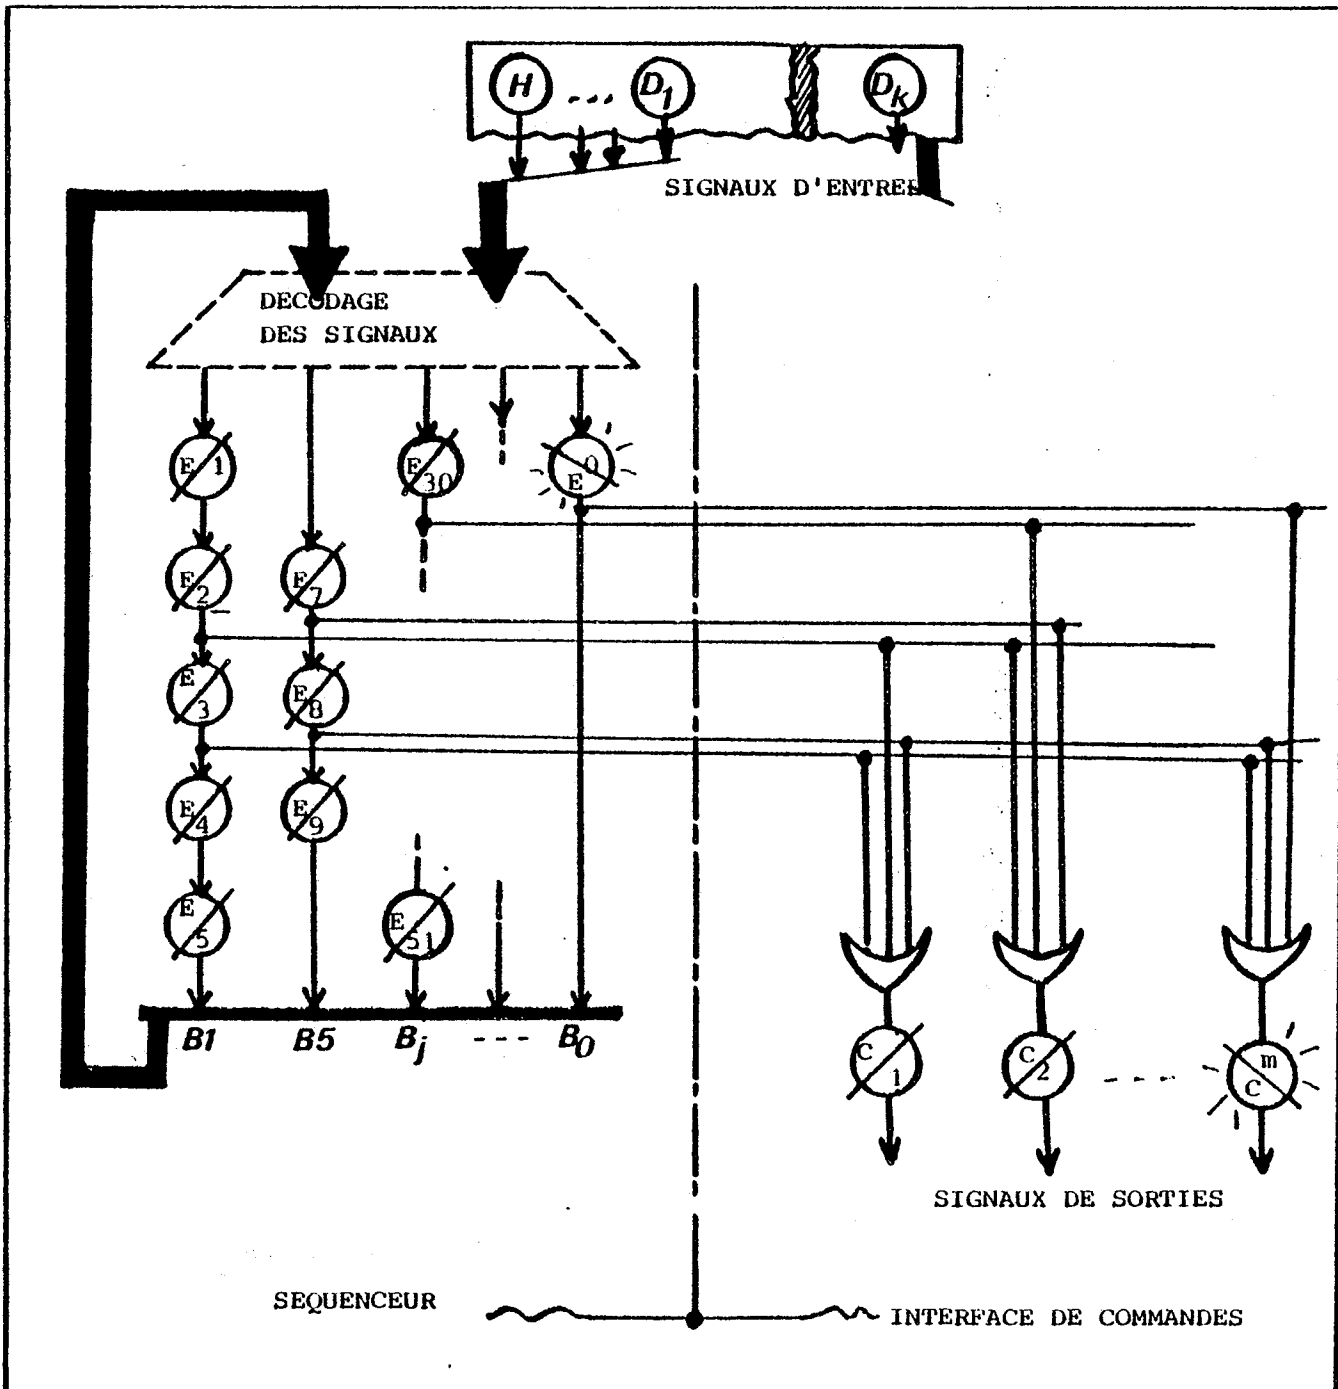 H ... D1 Dk
SIGNAUX D'ENTREE
DECODAGE
DES SIGNAUX
E 1
E 30
E 0
E 2
E 7
E 3
E 8
E 4
E 9
E 5
E 51
B1 B5 Bj ---- B0
C 1
C 2
----
C m
SIGNAUX DE SORTIES
SEQUENCEUR
INTERFACE DE COMMANDES